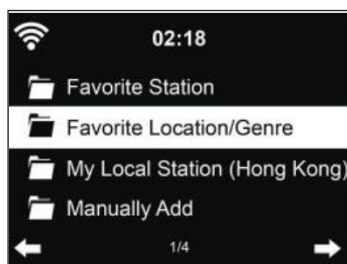 02:18
Favorite Station
Favorite Location/Genre
My Local Station (Hong Kong)
Manually Add
1/4